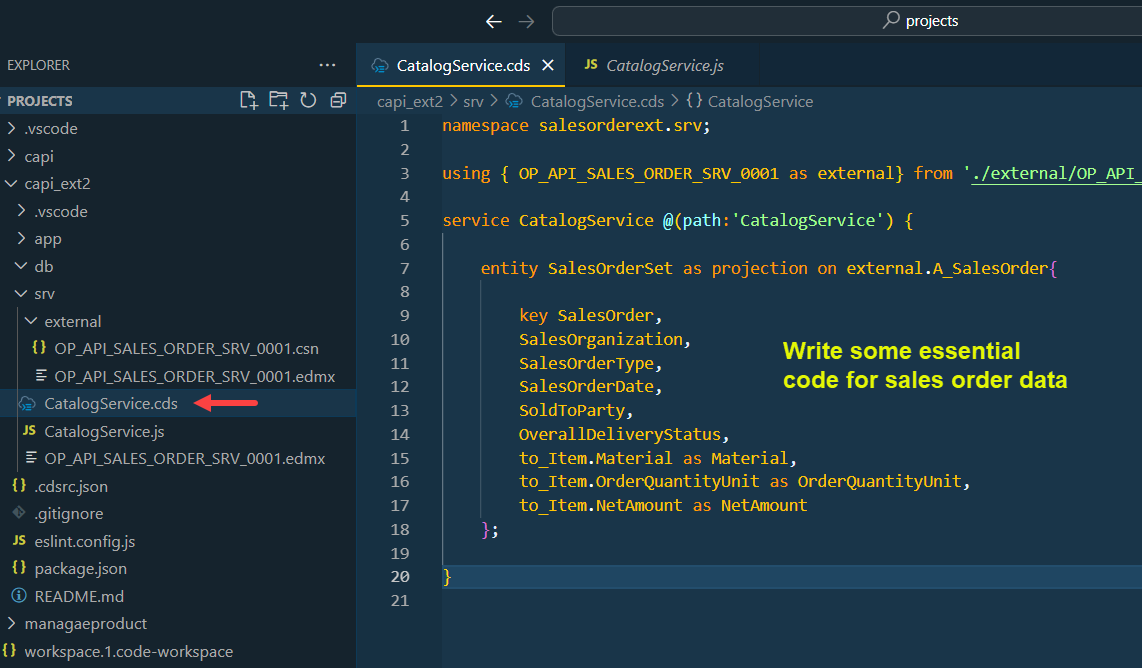 projects
EXPLORER
...
CatalogService.cds
JS CatalogService.js
PROJECTS
capi_ext2 > srv > CatalogService.cds > {} CatalogService
> .vscode
> capi
capi_ext2
> .vscode
> app
db
srv
external
{} OP_API_SALES_ORDER_SRV_0001.csn
OP_API_SALES_ORDER_SRV_0001.edmx
CatalogService.cds
JS CatalogService.js
OP_API_SALES_ORDER_SRV_0001.edmx
{} .cdsrc.json
.gitignore
JS eslint.config.js
{} package.json
README.md
> managaeproduct
{} workspace.1.code-workspace
1 namespace salesorderext.srv;
2
3 using { OP_API_SALES_ORDER_SRV_0001 as external} from './external/OP_API_
4
5 service CatalogService @(path:'CatalogService') {
6
7 entity SalesOrderSet as projection on external.A_SalesOrder{
8
9 key SalesOrder,
10 SalesOrganization,
11 SalesOrderType,
12 SalesOrderDate,
13 SoldToParty,
14 OverallDeliveryStatus,
15 to_Item.Material as Material,
16 to_Item.OrderQuantityUnit as OrderQuantityUnit,
17 to_Item.NetAmount as NetAmount
18 };
19
20 }
21
Write some essential
code for sales order data